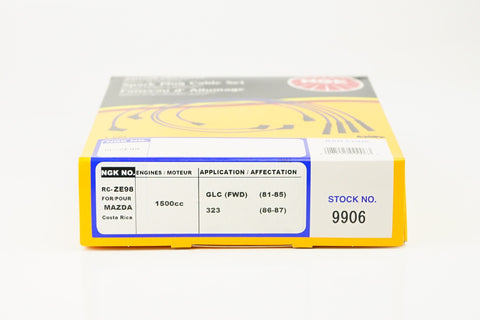 Spark Plug Cable Set
Faisceau d' Allumage
NGK
NGK NO.
ENGINES / MOTEUR
APPLICATION / AFFECTATION
RC-ZE98
FOR/POUR
MAZDA
Costa Rica
1500cc
GLC (FWD) (81-85)
323 (86-87)
STOCK NO.
9906